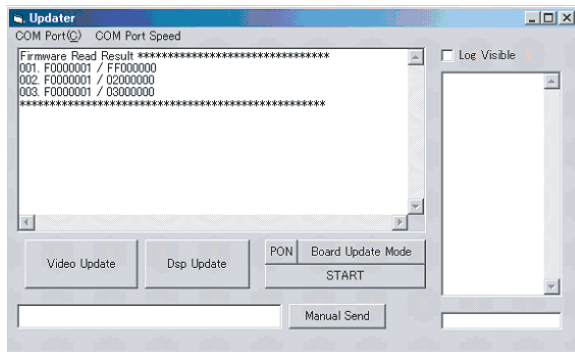 Updater
COM Port(C) COM Port Speed
Firmware Read Result ********************************
001. F0000001 / FF000000
002. F0000001 / 02000000
003. F0000001 / 03000000
***************************************************
Log Visible
Video Update
Dsp Update
PON
Board Update Mode
START
Manual Send